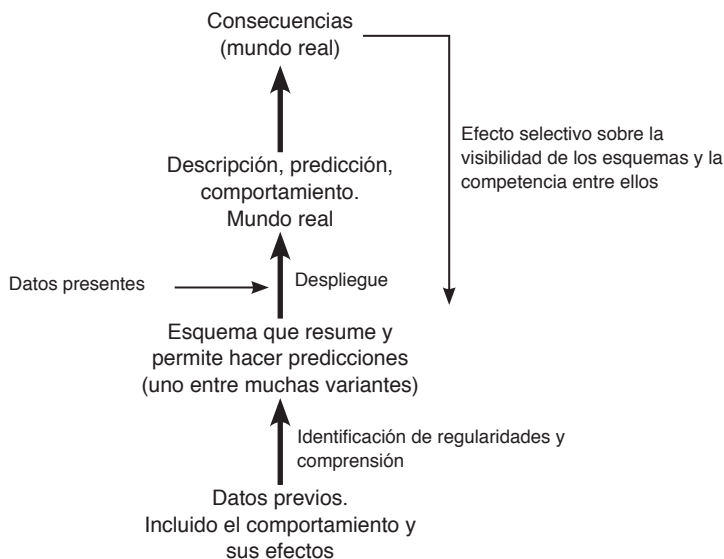 Consecuencias
(mundo real)
Efecto selectivo sobre la
visibilidad de los esquemas y la
competencia entre ellos
Descripción, predicción,
comportamiento.
Mundo real
Datos presentes
Despliegue
Esquema que resume y
permite hacer predicciones
(uno entre muchas variantes)
Identificación de regularidades y
comprensión
Datos previos.
Incluido el comportamiento y
sus efectos